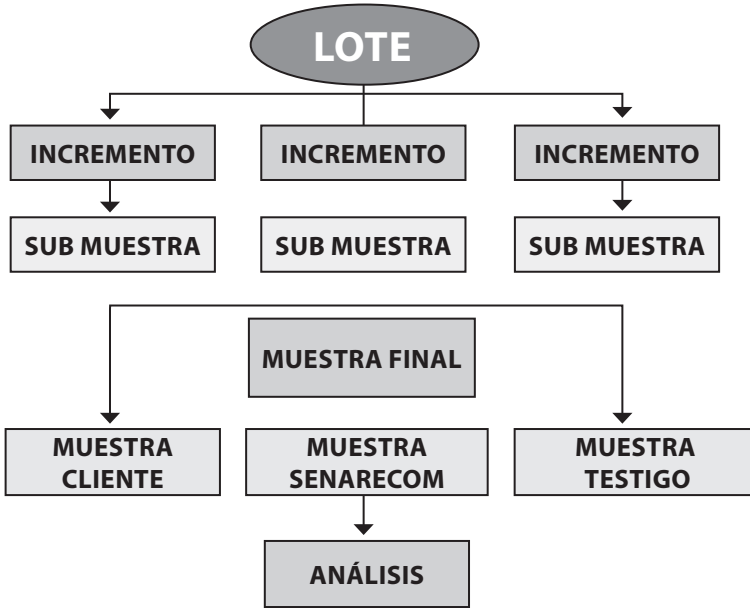 LOTE
INCREMENTO
INCREMENTO
INCREMENTO
SUB MUESTRA
SUB MUESTRA
SUB MUESTRA
MUESTRA FINAL
MUESTRA
CLIENTE
MUESTRA
SENARECOM
MUESTRA
TESTIGO
ANÁLISIS